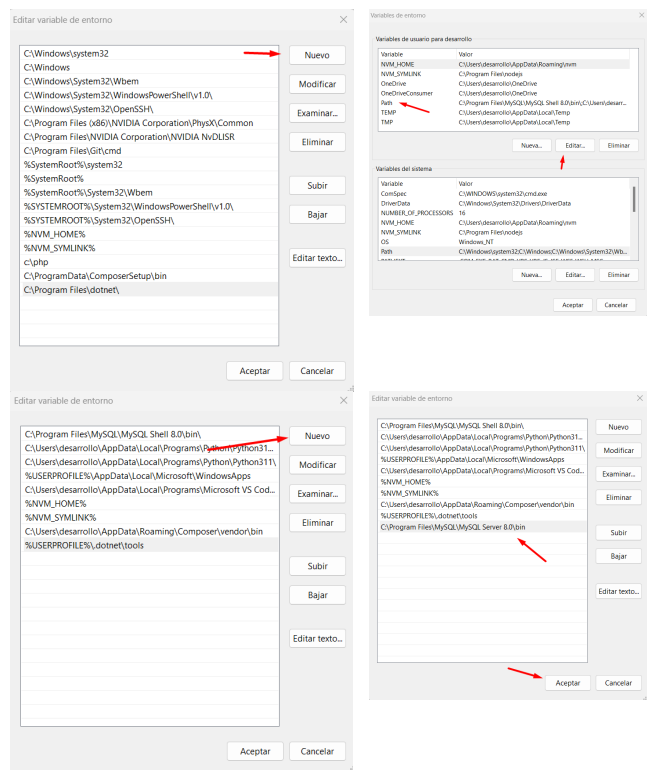 Editar variable de entorno
C:\Windows\system32
C:\Windows
C:\Windows\System32\Wbem
C:\Windows\System32\WindowsPowerShell\v1.0\
C:\Windows\System32\OpenSSH\
C:\Program Files (x86)\NVIDIA Corporation\PhysX\Common
C:\Program Files\NVIDIA Corporation\NVIDIA NvDLISR
C:\Program Files\Git\cmd
%SystemRoot%\system32
%SystemRoot%
%SystemRoot%\System32\Wbem
%SYSTEMROOT%\System32\WindowsPowerShell\v1.0\
%SYSTEMROOT%\System32\OpenSSH\
%NVM_HOME%
%NVM_SYMLINK%
c:\php
C:\ProgramData\ComposerSetup\bin
C:\Program Files\dotnet\
Nuevo
Modificar
Examinar...
Eliminar
Subir
Bajar
Editar texto...
Aceptar
Cancelar
Variables de entorno
Variables de usuario para desarrollo
Variable Valor
NVM_HOME C:\Users\desarrollo\AppData\Roaming\nvm
NVM_SYMLINK C:\Program Files\nodejs
OneDrive C:\Users\desarrollo\OneDrive
OneDriveConsumer C:\Users\desarrollo\OneDrive
Path C:\Program Files\MySQL\MySQL Shell 8.0\bin\;C:\Users\desarr...
TEMP C:\Users\desarrollo\AppData\Local\Temp
TMP C:\Users\desarrollo\AppData\Local\Temp
Nueva... Editar... Eliminar
Variables del sistema
Variable Valor
ComSpec C:\WINDOWS\system32\cmd.exe
DriverData C:\Windows\System32\Drivers\DriverData
NUMBER_OF_PROCESSORS 16
NVM_HOME C:\Users\desarrollo\AppData\Roaming\nvm
NVM_SYMLINK C:\Program Files\nodejs
OS Windows_NT
Path C:\Windows\system32;C:\Windows;C:\Windows\System32\Wb...
Nueva... Editar... Eliminar
Aceptar Cancelar
Editar variable de entorno
C:\Program Files\MySQL\MySQL Shell 8.0\bin\
C:\Users\desarrollo\AppData\Local\Programs\Python\Python31...
C:\Users\desarrollo\AppData\Local\Programs\Python\Python311\
%USERPROFILE%\AppData\Local\Microsoft\WindowsApps
C:\Users\desarrollo\AppData\Local\Programs\Microsoft VS Cod...
%NVM_HOME%
%NVM_SYMLINK%
C:\Users\desarrollo\AppData\Roaming\Composer\vendor\bin
%USERPROFILE%\.dotnet\tools
Nuevo
Modificar
Examinar...
Eliminar
Subir
Bajar
Editar texto...
Aceptar
Cancelar
Editar variable de entorno
C:\Program Files\MySQL\MySQL Shell 8.0\bin\
C:\Users\desarrollo\AppData\Local\Programs\Python\Python31...
C:\Users\desarrollo\AppData\Local\Programs\Python\Python311\
%USERPROFILE%\AppData\Local\Microsoft\WindowsApps
C:\Users\desarrollo\AppData\Local\Programs\Microsoft VS Cod...
%NVM_HOME%
%NVM_SYMLINK%
C:\Users\desarrollo\AppData\Roaming\Composer\vendor\bin
%USERPROFILE%\.dotnet\tools
C:\Program Files\MySQL\MySQL Server 8.0\bin
Nuevo
Modificar
Examinar...
Eliminar
Subir
Bajar
Editar texto...
Aceptar
Cancelar